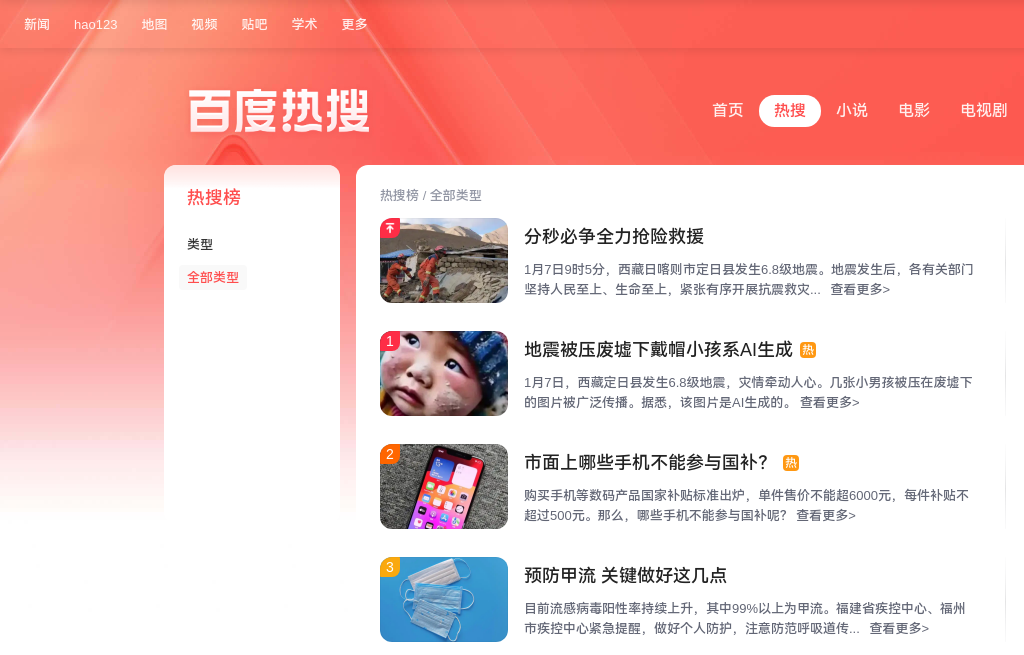 新闻 hao123 地图 视频 贴吧 学术 更多
百度热搜
首页 热搜 小说 电影 电视剧
热搜榜
类型
全部类型
热搜榜 / 全部类型
分秒必争全力抢险救援
1月7日9时5分，西藏日喀则市定日县发生6.8级地震。地震发生后，各有关部门
坚持人民至上、生命至上，紧张有序开展抗震救灾... 查看更多>
1
地震被压废墟下戴帽小孩系AI生成 热
1月7日，西藏定日县发生6.8级地震，灾情牵动人心。几张小男孩被压在废墟下
的图片被广泛传播。据悉，该图片是AI生成的。 查看更多>
2
市面上哪些手机不能参与国补？ 热
购买手机等数码产品国家补贴标准出炉，单件售价不能超6000元，每件补贴不
超过500元。那么，哪些手机不能参与国补呢？ 查看更多>
3
预防甲流 关键做好这几点
目前流感病毒阳性率持续上升，其中99%以上为甲流。福建省疾控中心、福州
市疾控中心紧急提醒，做好个人防护，注意防范呼吸道传... 查看更多>